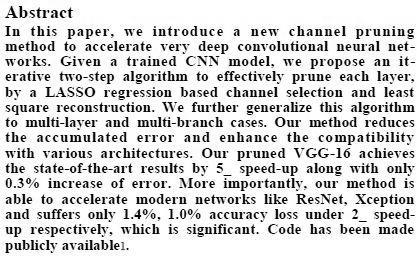 Abstract
In this paper, we introduce a new channel pruning
method to accelerate very deep convolutional neural net-
works. Given a trained CNN model, we propose an it-
erative two-step algorithm to effectively prune each layer,
by a LASSO regression based channel selection and least
square reconstruction. We further generalize this algorithm
to multi-layer and multi-branch cases. Our method reduces
the accumulated error and enhance the compatibility
with various architectures. Our pruned VGG-16 achieves
the state-of-the-art results by 5_ speed-up along with only
0.3% increase of error. More importantly, our method is
able to accelerate modern networks like ResNet, Xception
and suffers only 1.4%, 1.0% accuracy loss under 2_ speed-
up respectively, which is significant. Code has been made
publicly available1.